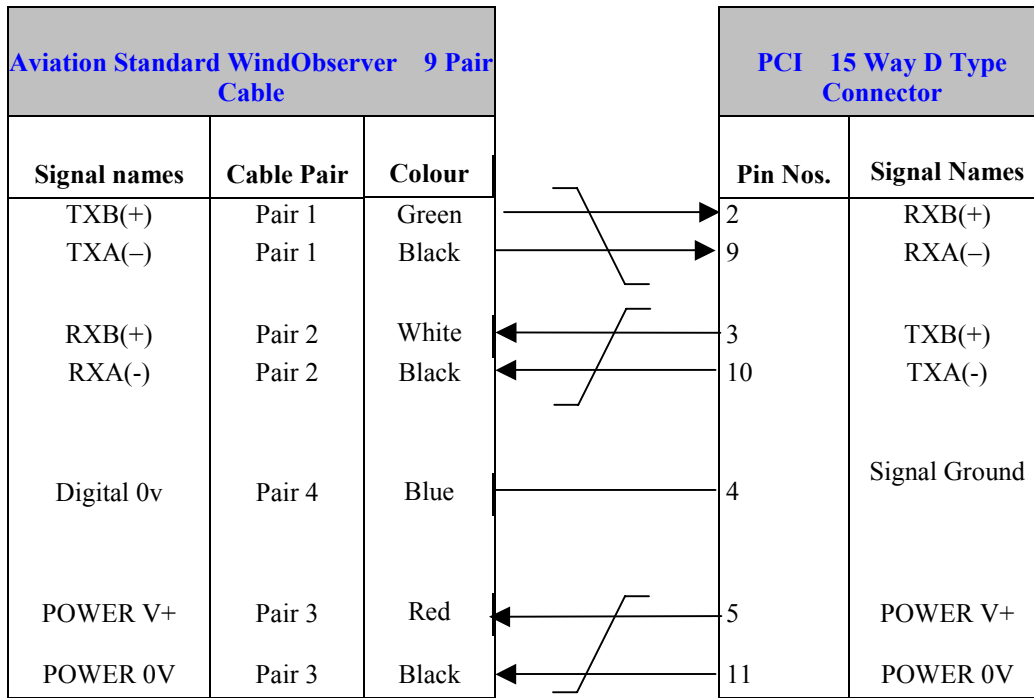 Aviation Standard WindObserver 9 Pair Cable
PCI 15 Way D Type Connector
Signal names Cable Pair Colour Pin Nos. Signal Names
TXB(+) Pair 1 Green 2 RXB(+)
TXA(–) Pair 1 Black 9 RXA(–)
RXB(+) Pair 2 White 3 TXB(+)
RXA(-) Pair 2 Black 10 TXA(-)
Digital 0v Pair 4 Blue 4 Signal Ground
POWER V+ Pair 3 Red 5 POWER V+
POWER 0V Pair 3 Black 11 POWER 0V